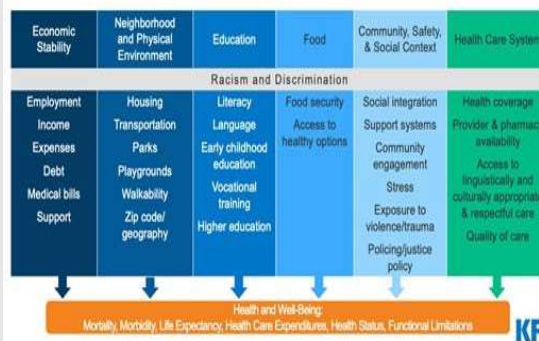 Economic
Stability
Neighborhood
and Physical
Environment
Education
Food
Community, Safety,
& Social Context
Health Care System
Racism and Discrimination
Employment
Income
Expenses
Debt
Medical bills
Support
Housing
Transportation
Parks
Playgrounds
Walkability
Zip code/
geography
Literacy
Language
Early childhood
education
Vocational
training
Higher education
Food security
Access to
healthy options
Social integration
Support systems
Community
engagement
Stress
Exposure to
violence/trauma
Policing/justice
policy
Health coverage
Provider & pharmac
availability
Access to
linguistically and
culturally appropriat
& respectful care
Quality of care
Health and Well-Being:
Mortality, Morbidity, Life Expectancy, Health Care Expenditures, Health Status, Functional Limitations
KF